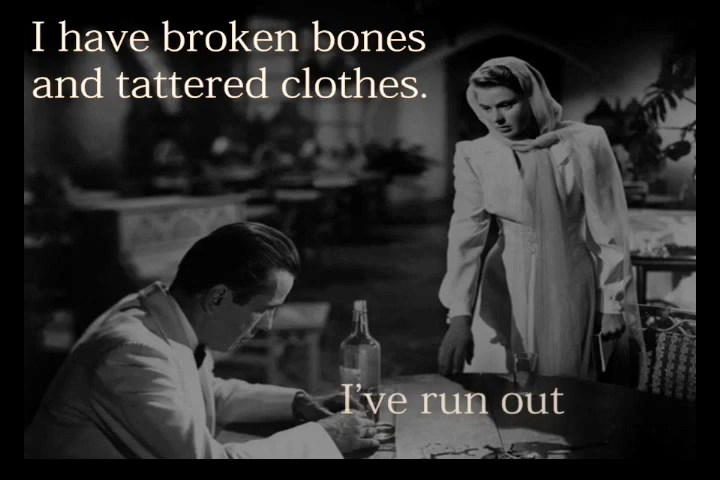 I have broken bones
and tattered clothes.
I've run out